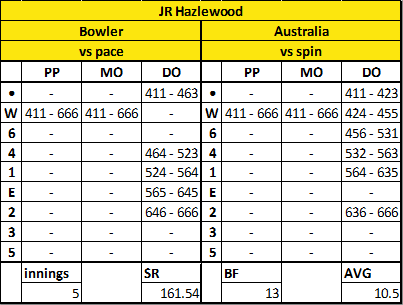 JR Hazlewood
Bowler Australia
vs pace vs spin
PP MO DO PP MO DO
• - - 411 - 463 • - - 411 - 423
W 411 - 666 411 - 666 - W 411 - 666 411 - 666 424 - 455
6 - - - 6 - - 456 - 531
4 - - 464 - 523 4 - - 532 - 563
1 - - 524 - 564 1 - - 564 - 635
E - - 565 - 645 E - - -
2 - - 646 - 666 2 - - 636 - 666
3 - - - 3 - - -
5 - - - 5 - - -
innings SR BF AVG
5 161.54 13 10.5